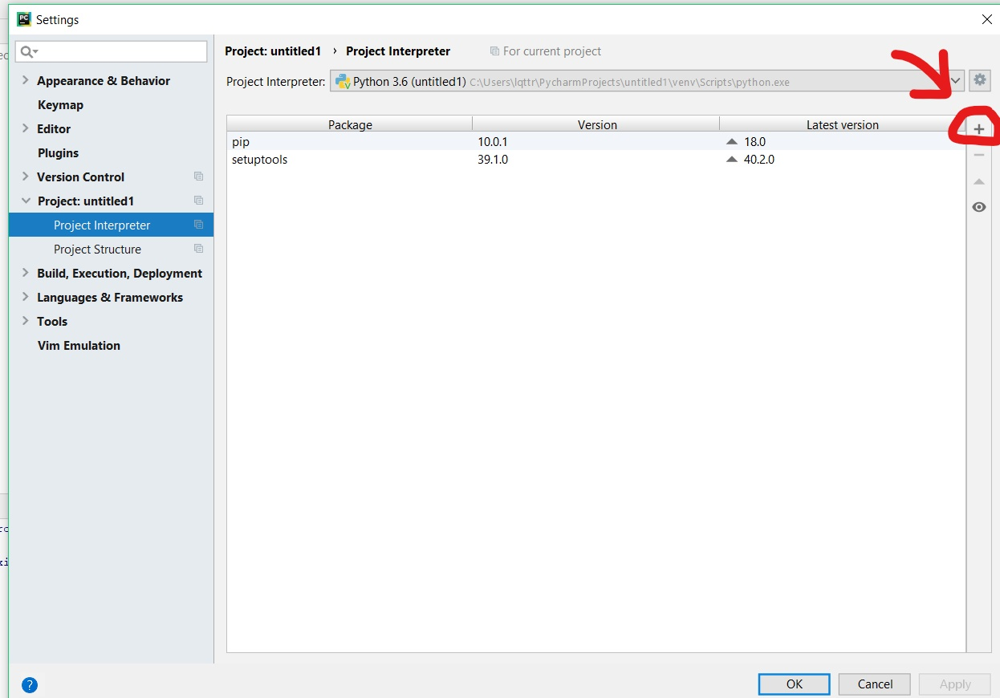 PC Settings
Project: untitled1 › Project Interpreter For current project
Project Interpreter: Python 3.6 (untitled1) C:\Users\lqttr\PycharmProjects\untitled1\venv\Scripts\python.exe
Appearance & Behavior
Keymap
Editor
Plugins
Version Control
Project: untitled1
Project Interpreter
Project Structure
Build, Execution, Deployment
Languages & Frameworks
Tools
Vim Emulation
Package Version Latest version
pip 10.0.1 18.0
setuptools 39.1.0 40.2.0
? OK Cancel Apply